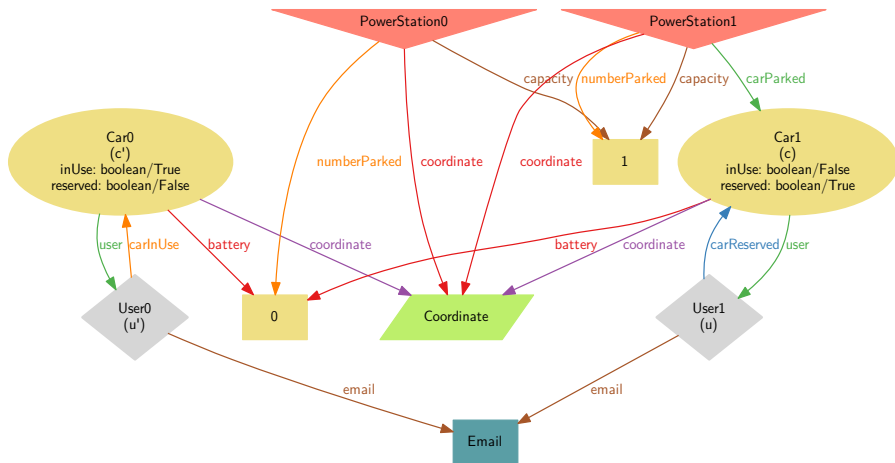 PowerStation0
PowerStation1
capacity
numberParked
capacity
carParked
Car0
(c')
inUse: boolean/True
reserved: boolean/False
numberParked
coordinate
coordinate
1
Car1
(c)
inUse: boolean/False
reserved: boolean/True
user
carInUse
battery
coordinate
battery
coordinate
carReserved
user
User0
(u')
0
Coordinate
User1
(u)
email
email
Email